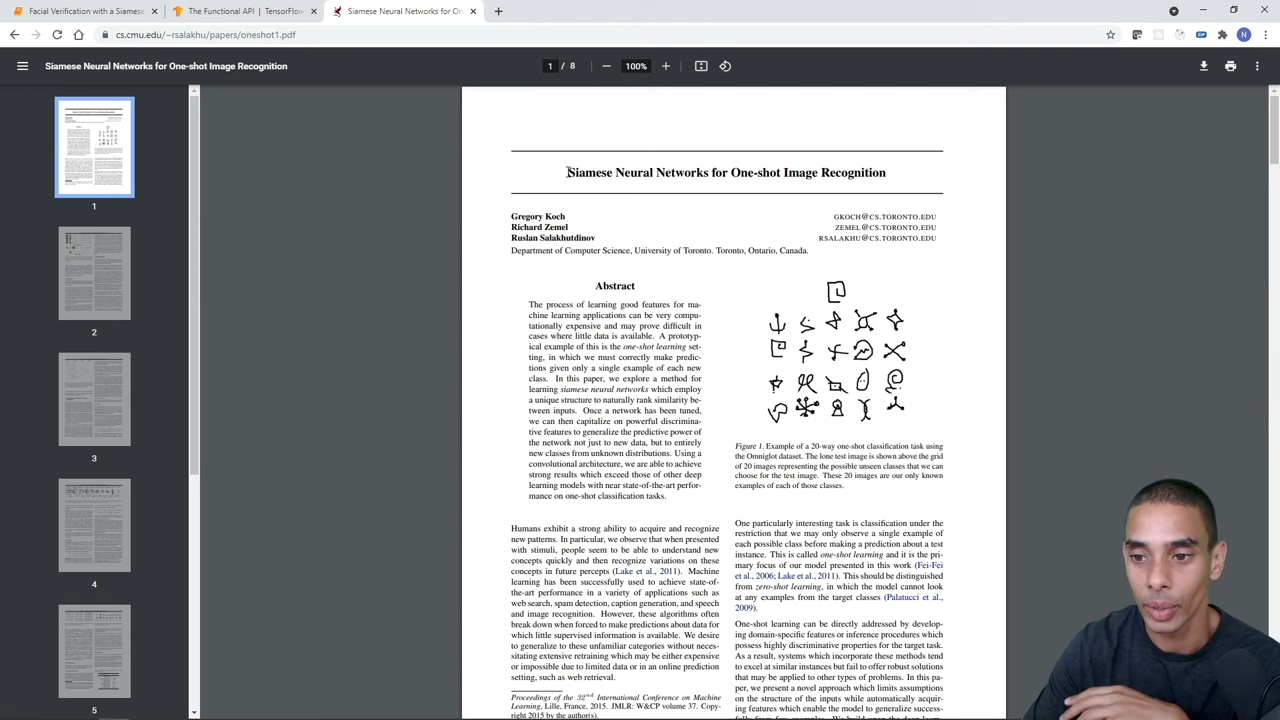 Facial Verification with Siamese
The Functional API | TensorFlow
Siamese Neural Networks for On
cs.cmu.edu/~rsalakhu/papers/oneshot1.pdf
N
Siamese Neural Networks for One-shot Image Recognition
1 / 8
100%
1
2
3
4
5
Siamese Neural Networks for One-shot Image Recognition
Gregory Koch GKOCH@CS.TORONTO.EDU
Richard Zemel ZEMEL@CS.TORONTO.EDU
Ruslan Salakhutdinov RSALAKHU@CS.TORONTO.EDU
Department of Computer Science, University of Toronto. Toronto, Ontario, Canada.
Abstract
The process of learning good features for ma-
chine learning applications can be very compu-
tationally expensive and may prove difficult in
cases where little data is available. A prototyp-
ical example of this is the one-shot learning set-
ting, in which we must correctly make predic-
tions given only a single example of each new
class. In this paper, we explore a method for
learning siamese neural networks which employ
a unique structure to naturally rank similarity be-
tween inputs. Once a network has been tuned,
we can then capitalize on powerful discrimina-
tive features to generalize the predictive power of
the network not just to new data, but to entirely
new classes from unknown distributions. Using a
convolutional architecture, we are able to achieve
strong results which exceed those of other deep
learning models with near state-of-the-art perfor-
mance on one-shot classification tasks.
Humans exhibit a strong ability to acquire and recognize
new patterns. In particular, we observe that when presented
with stimuli, people seem to be able to understand new
concepts quickly and then recognize variations on these
concepts in future percepts (Lake et al., 2011). Machine
learning has been successfully used to achieve state-of-
the-art performance in a variety of applications such as
web search, spam detection, caption generation, and speech
and image recognition. However, these algorithms often
break down when forced to make predictions about data for
which little supervised information is available. We desire
to generalize to these unfamiliar categories without neces-
sitating extensive retraining which may be either expensive
or impossible due to limited data or in an online prediction
setting, such as web retrieval.
Proceedings of the 32nd International Conference on Machine
Learning, Lille, France, 2015. JMLR: W&CP volume 37. Copy-
right 2015 by the author(s).
Figure 1. Example of a 20-way one-shot classification task using
the Omniglot dataset. The lone test image is shown above the grid
of 20 images representing the possible unseen classes that we can
choose for the test image. These 20 images are our only known
examples of each of those classes.
One particularly interesting task is classification under the
restriction that we may only observe a single example of
each possible class before making a prediction about a test
instance. This is called one-shot learning and it is the pri-
mary focus of our model presented in this work (Fei-Fei
et al., 2006; Lake et al., 2011). This should be distinguished
from zero-shot learning, in which the model cannot look
at any examples from the target classes (Palatucci et al.,
2009).
One-shot learning can be directly addressed by develop-
ing domain-specific features or inference procedures which
possess highly discriminative properties for the target task.
As a result, systems which incorporate these methods tend
to excel at similar instances but fail to offer robust solutions
that may be applied to other types of problems. In this pa-
per, we present a novel approach which limits assumptions
on the structure of the inputs while automatically acquir-
ing features which enable the model to generalize success-